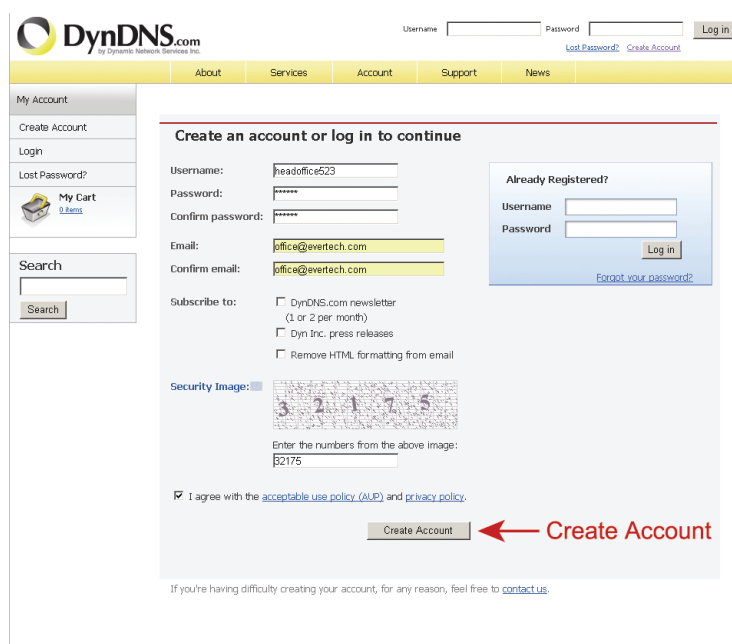 DynDNS.com
by Dynamic Network Services Inc.
Username
Password
Log in
Lost Password? Create Account
About Services Account Support News
My Account
Create Account
Login
Lost Password?
My Cart
0 items
Search
Search
Create an account or log in to continue
Username: headoffice523
Password: ******
Confirm password: ******
Email: office@evertech.com
Confirm email: office@evertech.com
Subscribe to: DynDNS.com newsletter
(1 or 2 per month)
Dyn Inc. press releases
Remove HTML formatting from email
Security Image:
3 2 1 7 5
Enter the numbers from the above image:
32175
I agree with the acceptable use policy (AUP) and privacy policy.
Create Account
Create Account
Already Registered?
Username
Password
Log in
Forgot your password?
If you're having difficulty creating your account, for any reason, feel free to contact us.